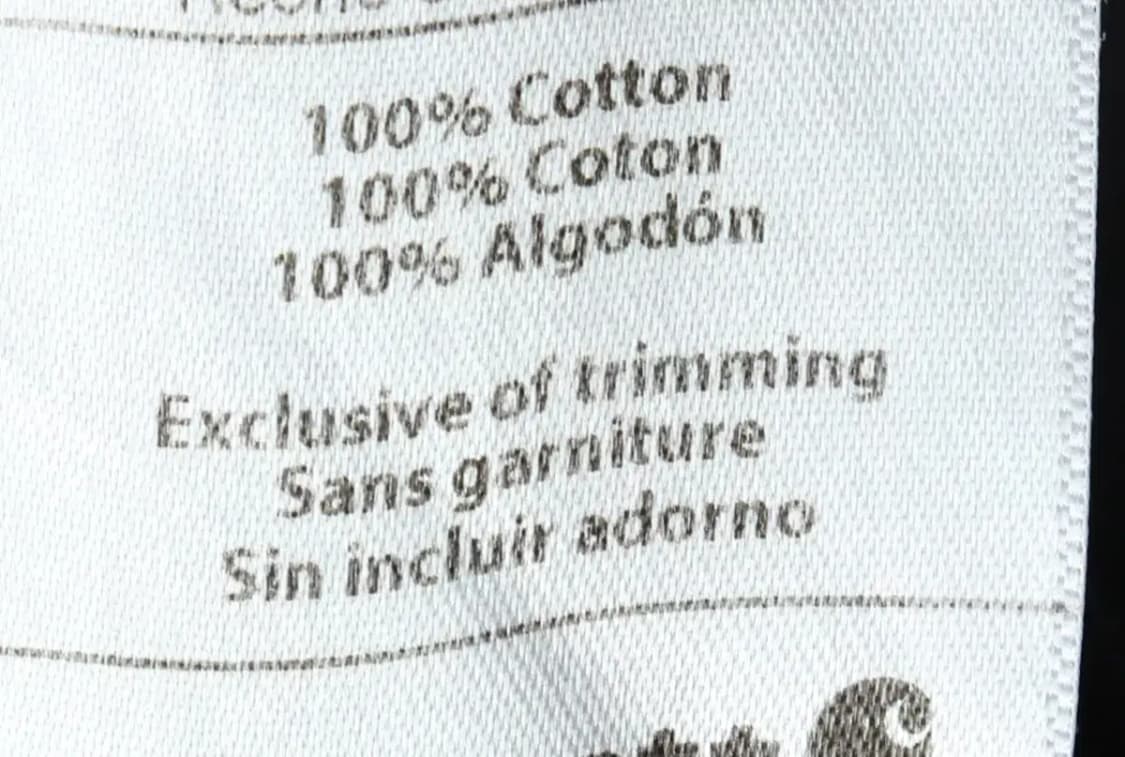 100% Cotton
100% Coton
100% Algodón
Exclusive of trimming
Sans garniture
Sin incluir adorno